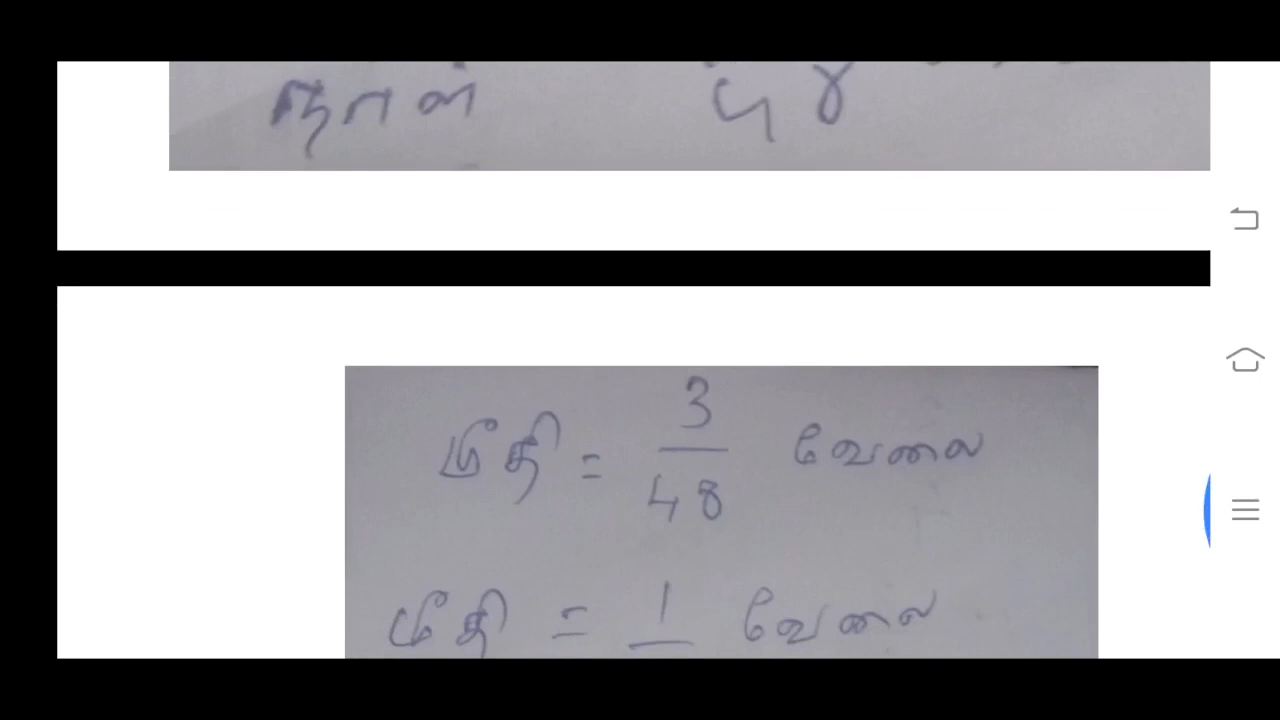 நாள் 48
மீதி = 3/48 வேலை
மீதி = 1 வேலை